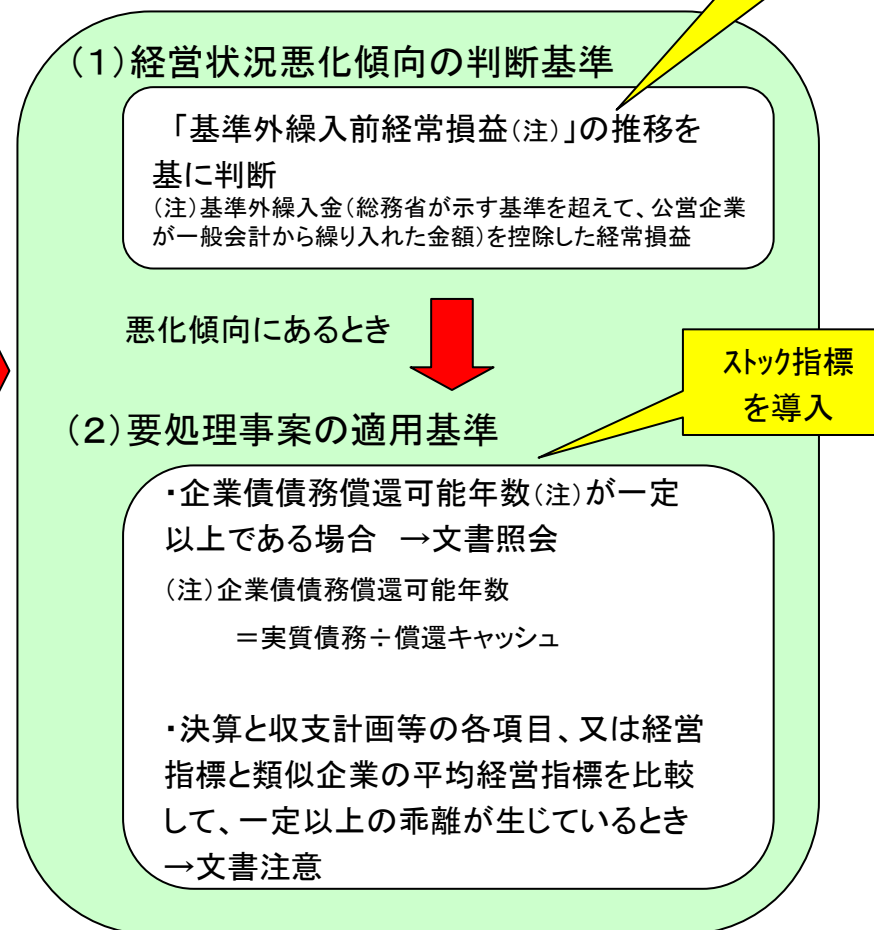 (1)経営状況悪化傾向の判断基準
「基準外繰入前経常損益(注)」の推移を
基に判断
(注)基準外繰入金(総務省が示す基準を超えて、公営企業
が一般会計から繰り入れた金額)を控除した経常損益
悪化傾向にあるとき
ストック指標
を導入
(2)要処理事案の適用基準
・企業債債務償還可能年数(注)が一定
以上である場合 →文書照会
(注)企業債債務償還可能年数
=実質債務÷償還キャッシュ
・決算と収支計画等の各項目、又は経営
指標と類似企業の平均経営指標を比較
して、一定以上の乖離が生じているとき
→文書注意